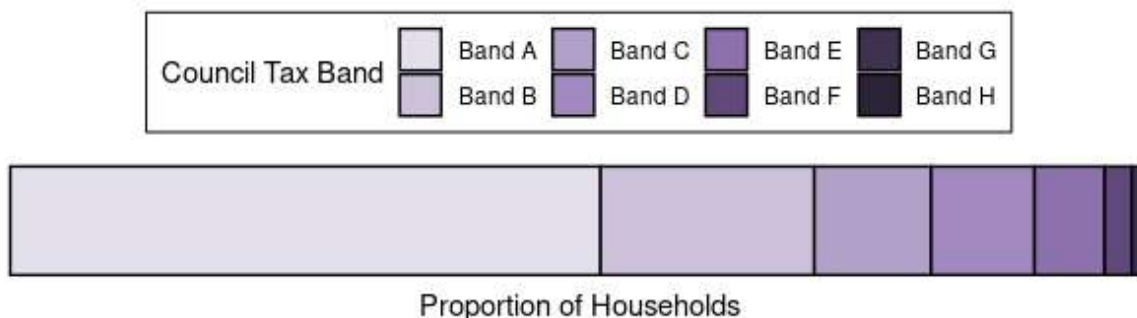 Council Tax Band
Band A Band C Band E Band G
Band B Band D Band F Band H
Proportion of Households